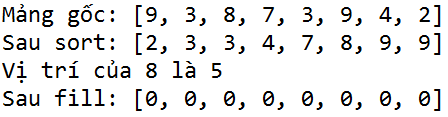 Mảng gốc: [9, 3, 8, 7, 3, 9, 4, 2]
Sau sort: [2, 3, 3, 4, 7, 8, 9, 9]
Vị trí của 8 là 5
Sau fill: [0, 0, 0, 0, 0, 0, 0, 0]